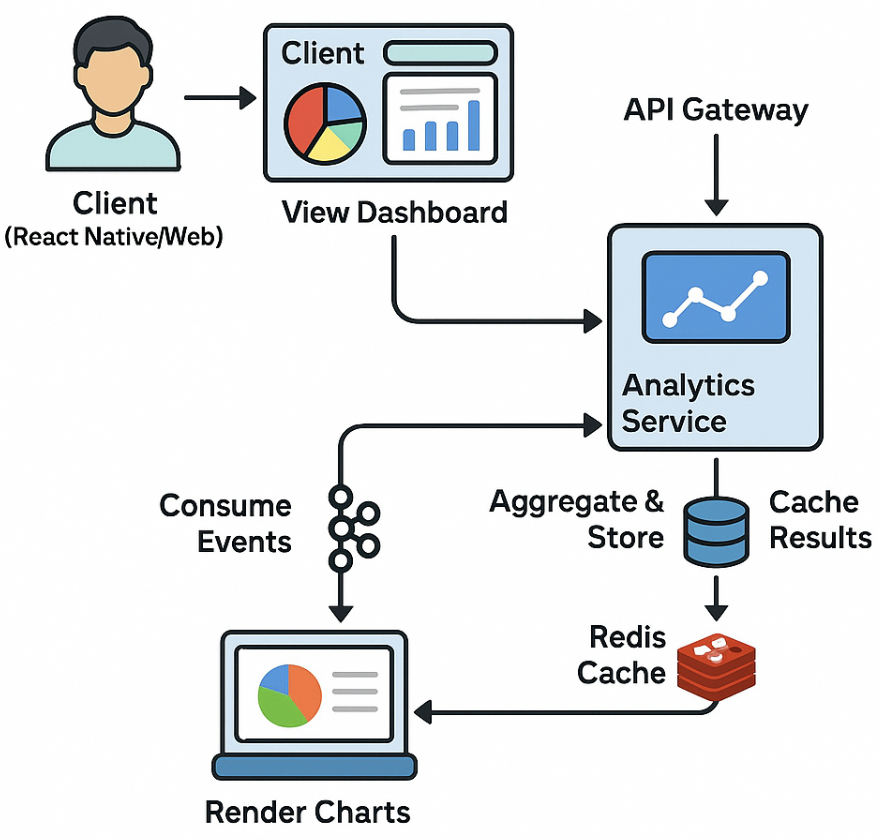 Client
(React Native/Web)
Client
View Dashboard
API Gateway
Analytics
Service
Consume
Events
Aggregate &
Store
Cache
Results
Redis
Cache
Render Charts